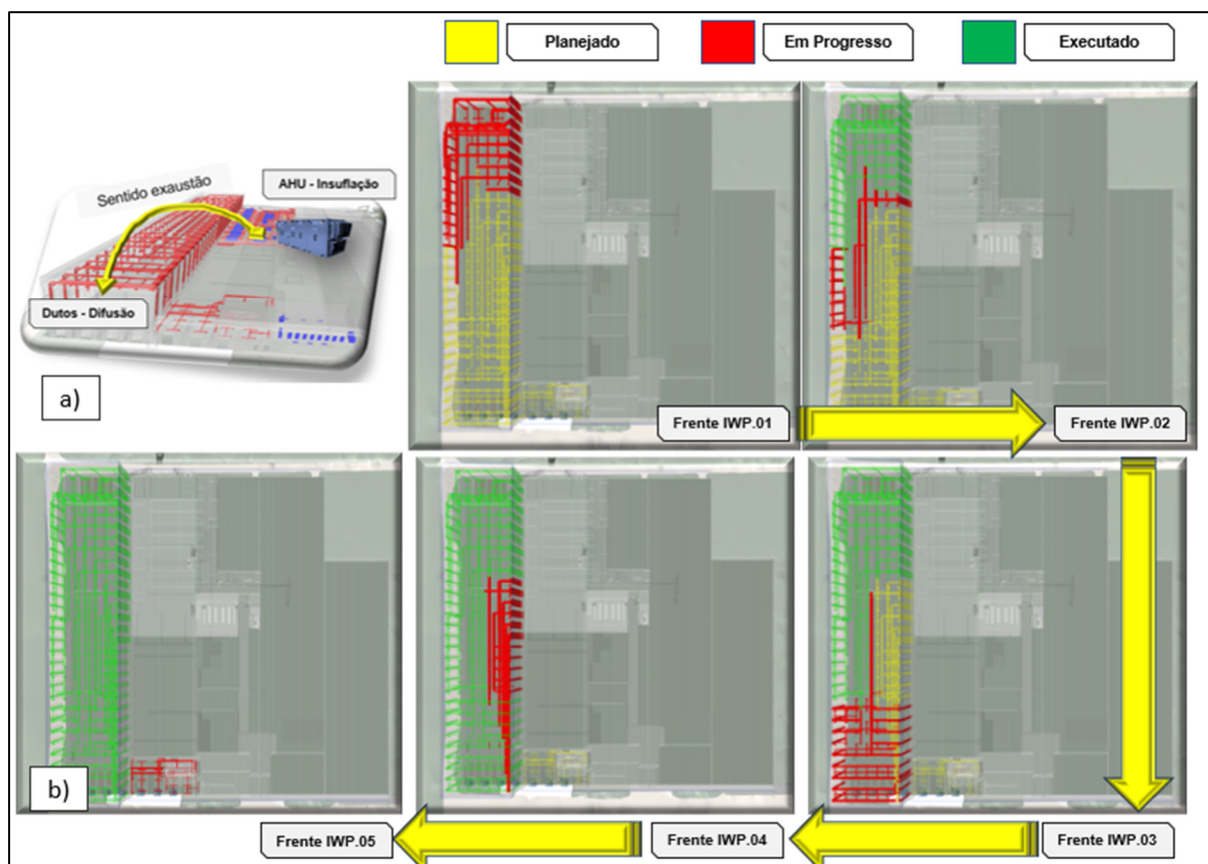 Planejado
Em Progresso
Executado
Sentido exaustão
AHU - Insuflação
Dutos - Difusão
a)
Frente IWP.01
Frente IWP.02
b)
Frente IWP.05
Frente IWP.04
Frente IWP.03